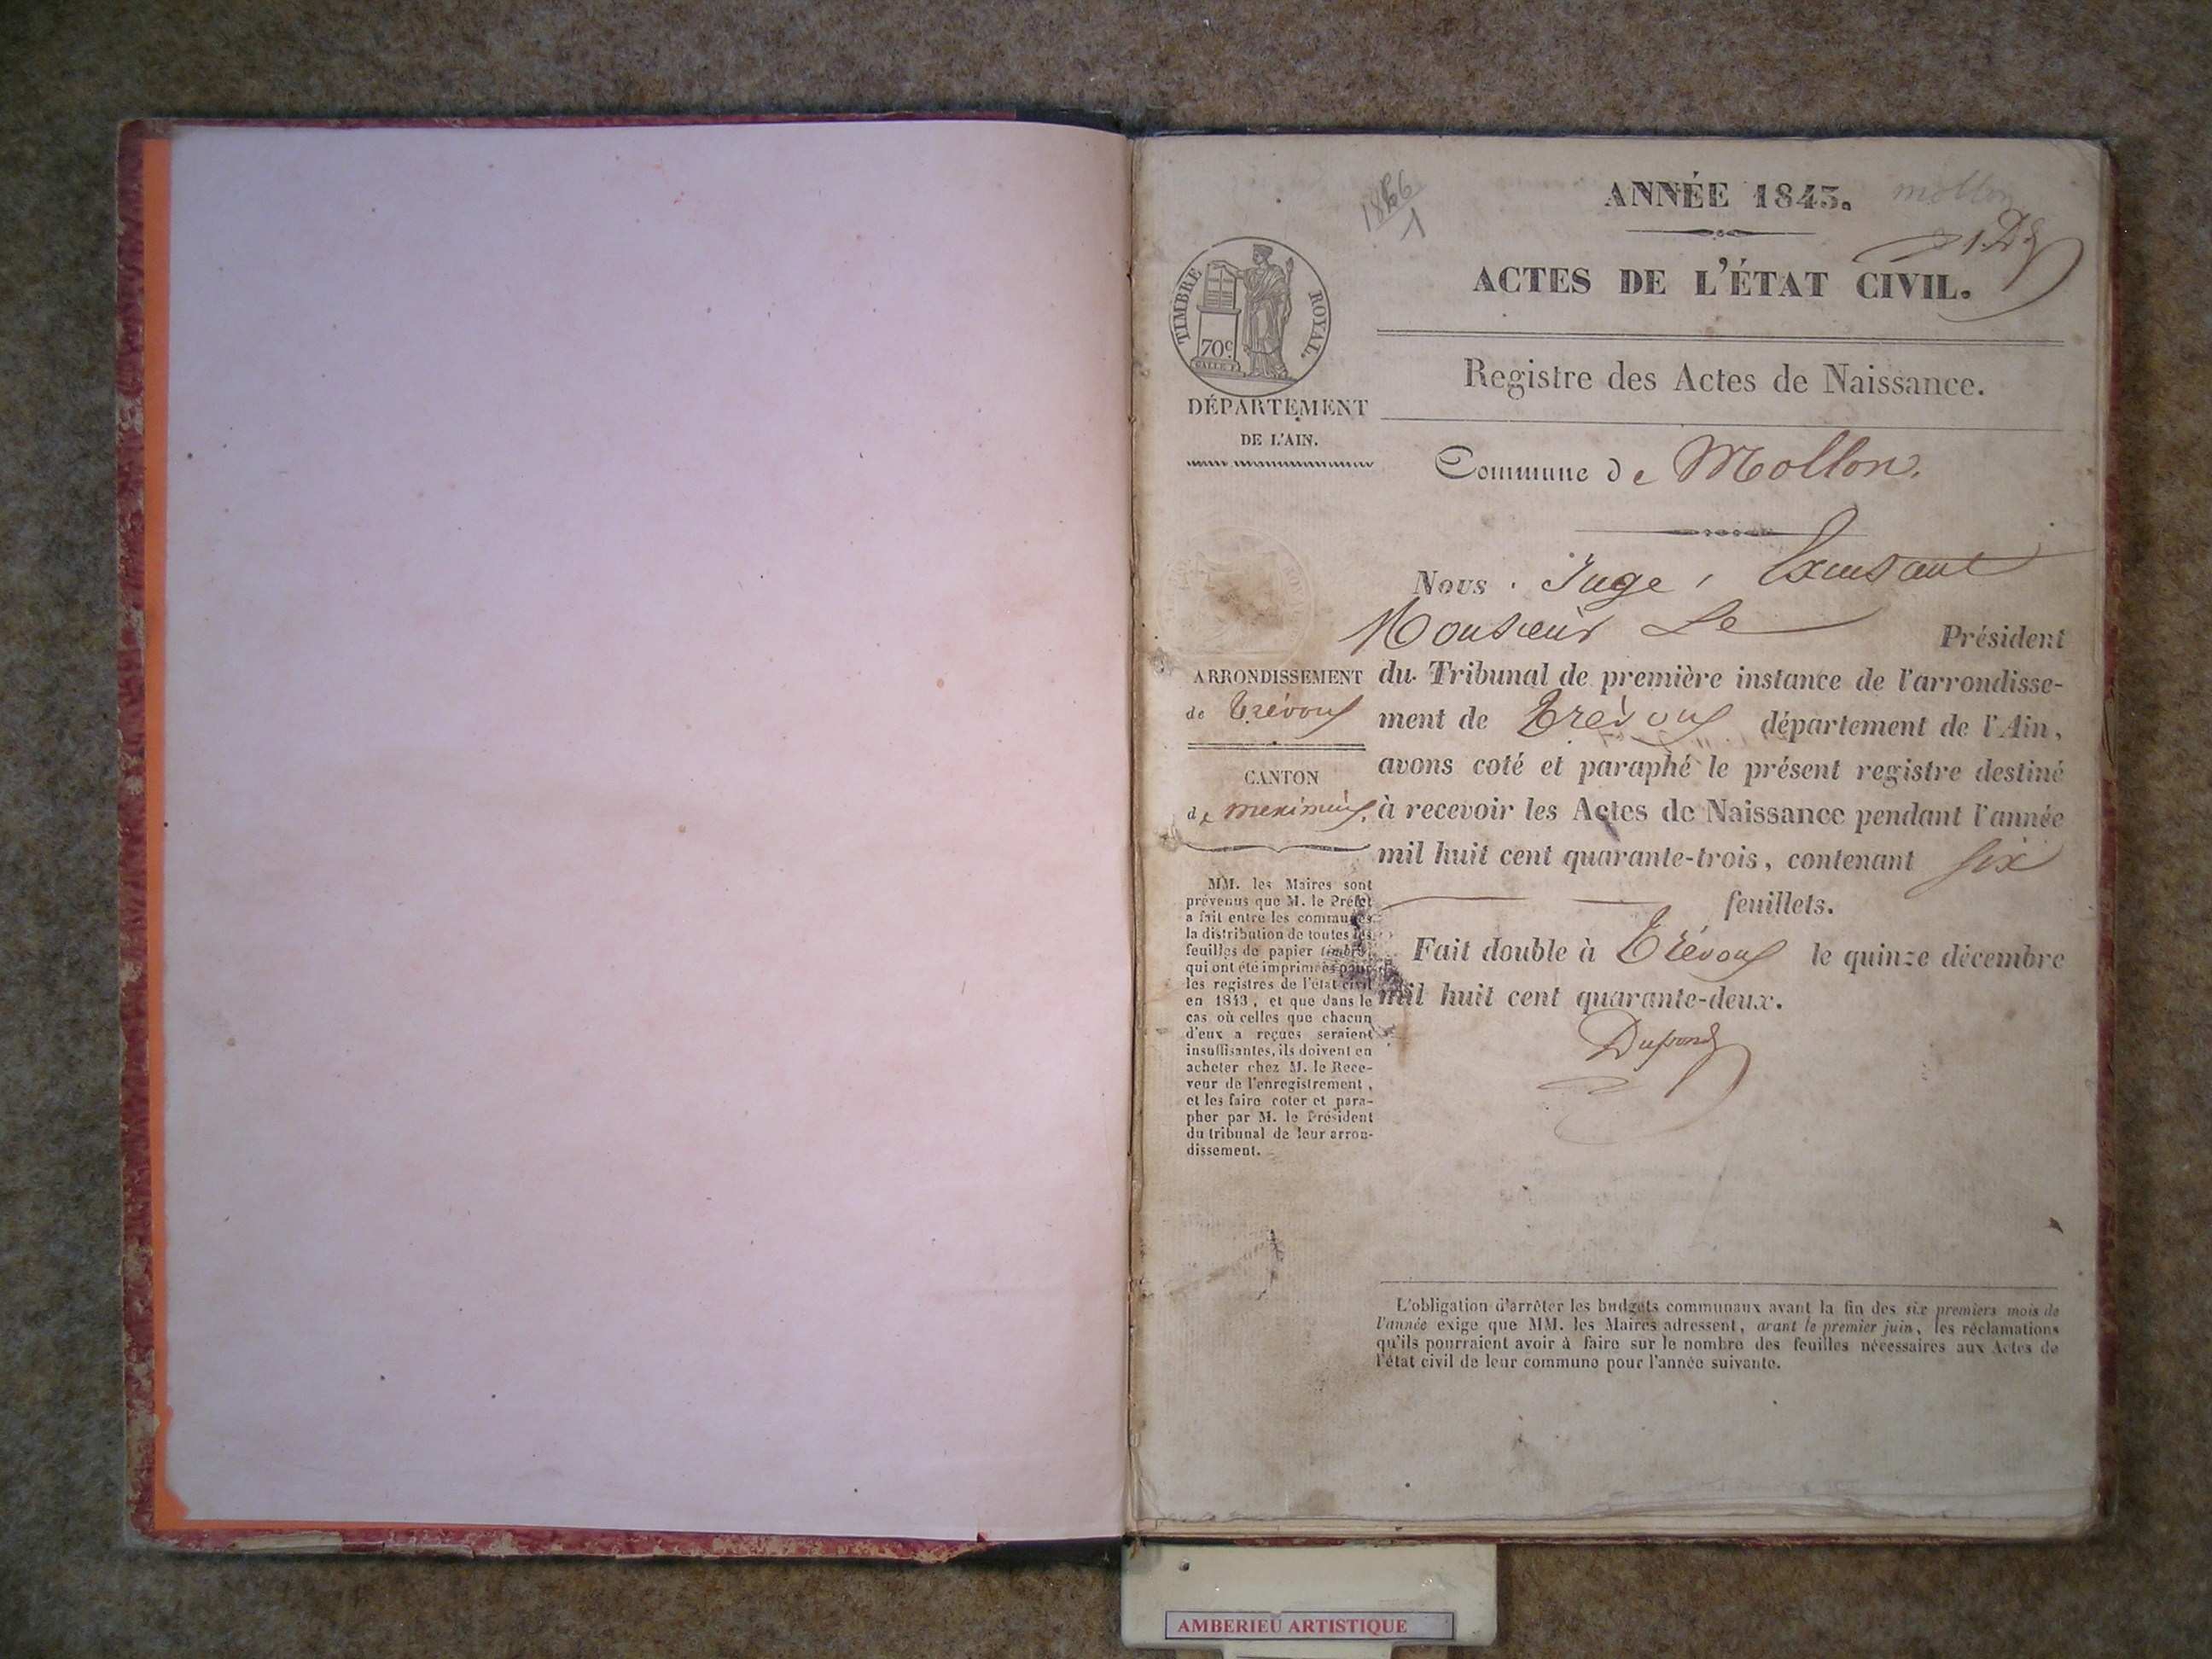 ANNÉE 1843.
mollon
1. D
ACTES DE L'ÉTAT CIVIL.
TIMBRE ROYAL.
70c
Registre des Actes de Naissance.
DÉPARTEMENT
DE L'AIN.
Commune de Mollon.
Nous Juge,
Monsieur Le Président
du Tribunal de première instance de l'arrondisse-
ment de Trévoux département de l'Ain,
avons coté et paraphé le présent registre destiné
à recevoir les Actes de Naissance pendant l'année
mil huit cent quarante-trois, contenant six
feuillets.
Fait double à Trévoux le quinze décembre
mil huit cent quarante-deux.
Dupond
ARRONDISSEMENT
de Trévoux
CANTON
de meximieux.
MM. les Maires sont
prévenus que M. le Préfet
a fait entre les communes
la distribution de toutes les
feuilles de papier timbré,
qui ont été imprimées pour
les registres de l'état civil
en 1843, et que dans le
cas où celles que chacun
d'eux a reçues seraient
insuffisantes, ils doivent en
acheter chez M. le Rece-
veur de l'enregistrement,
et les faire coter et para-
pher par M. le Président
du tribunal de leur arron-
dissement.
L'obligation d'arrêter les budgets communaux avant la fin des six premiers mois de
l'année exige que MM. les Maires adressent, avant le premier juin, les réclamations
qu'ils pourraient avoir à faire sur le nombre des feuilles nécessaires aux Actes de
l'état civil de leur commune pour l'année suivante.
AMBERIEU ARTISTIQUE